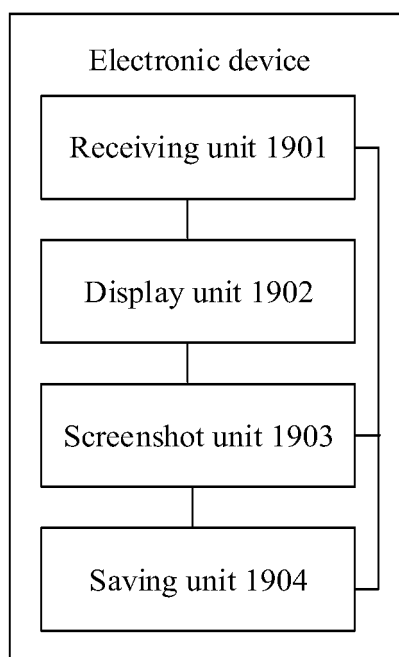 Electronic device
Receiving unit 1901
Display unit 1902
Screenshot unit 1903
Saving unit 1904